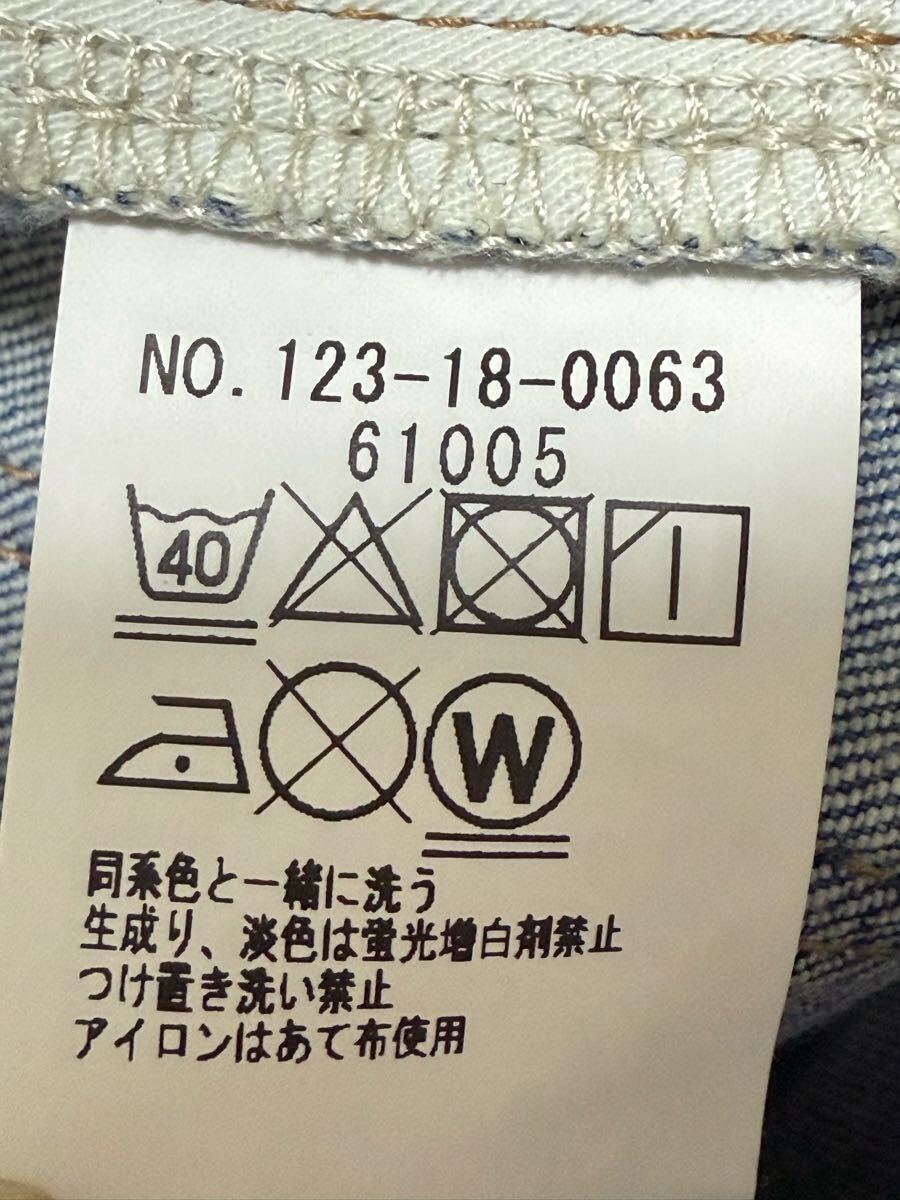 NO.123-18-0063
61005
40
W
同系色と一緒に洗う
生成り、淡色は蛍光増白剤禁止
つけ置き洗い禁止
アイロンはあて布使用